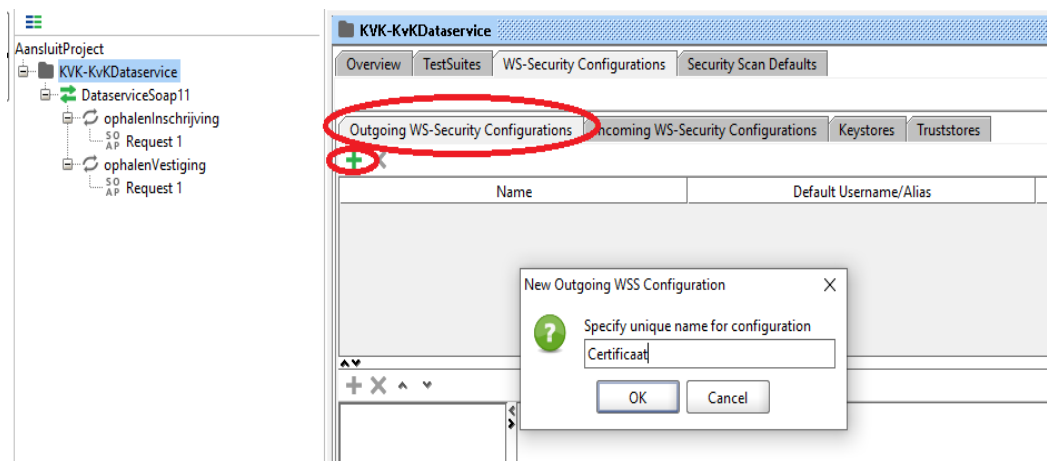 AansluitProject
KVK-KvKDataservice
DataserviceSoap11
ophalenInschrijving
SO AP Request 1
ophalenVestiging
SO AP Request 1
KVK-KvKDataservice
Overview TestSuites WS-Security Configurations Security Scan Defaults
Outgoing WS-Security Configurations ncoming WS-Security Configurations Keystores Truststores
Name Default Username/Alias
New Outgoing WSS Configuration
Specify unique name for configuration
Certificaat
OK Cancel